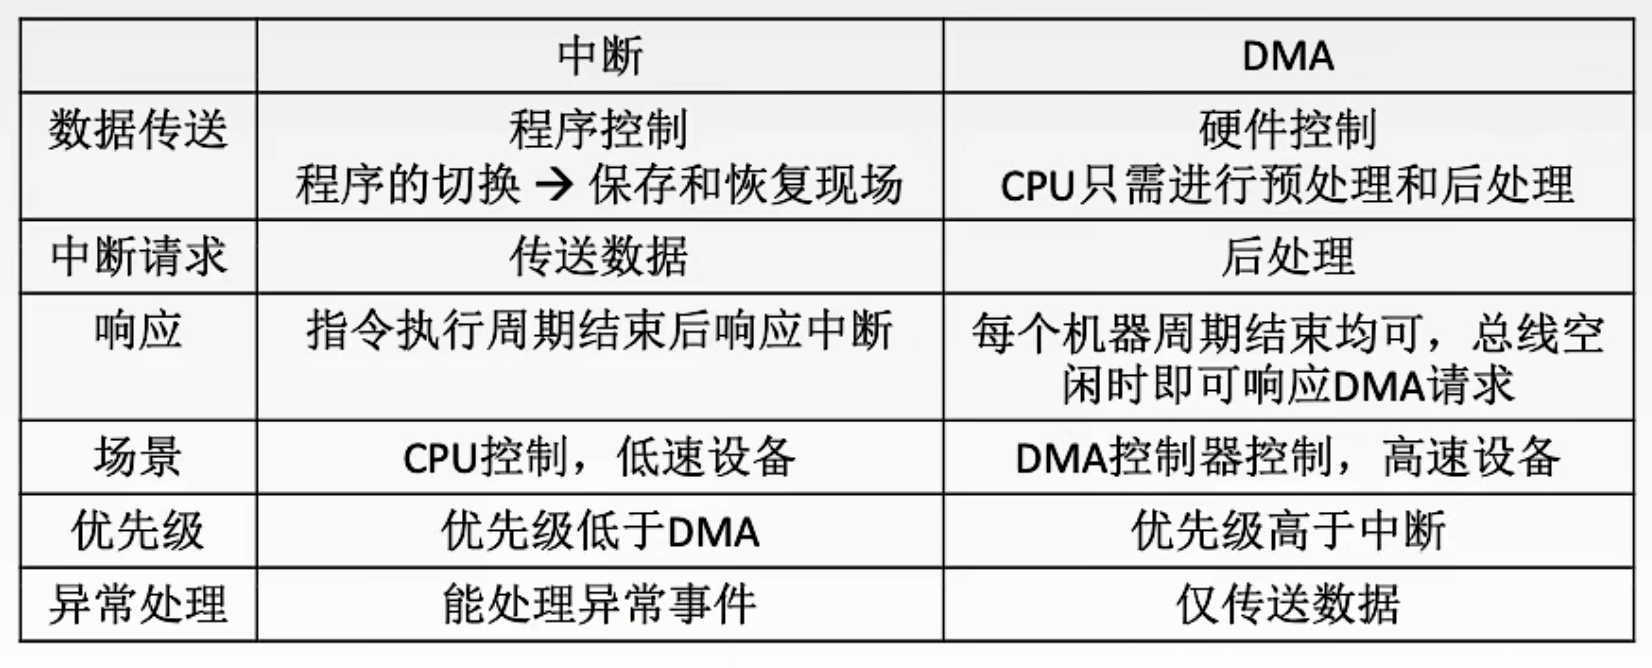 中断
DMA
数据传送
程序控制
程序的切换 → 保存和恢复现场
硬件控制
CPU只需进行预处理和后处理
中断请求
传送数据
后处理
响应
指令执行周期结束后响应中断
每个机器周期结束均可，总线空
闲时即可响应DMA请求
场景
CPU控制，低速设备
DMA控制器控制，高速设备
优先级
优先级低于DMA
优先级高于中断
异常处理
能处理异常事件
仅传送数据